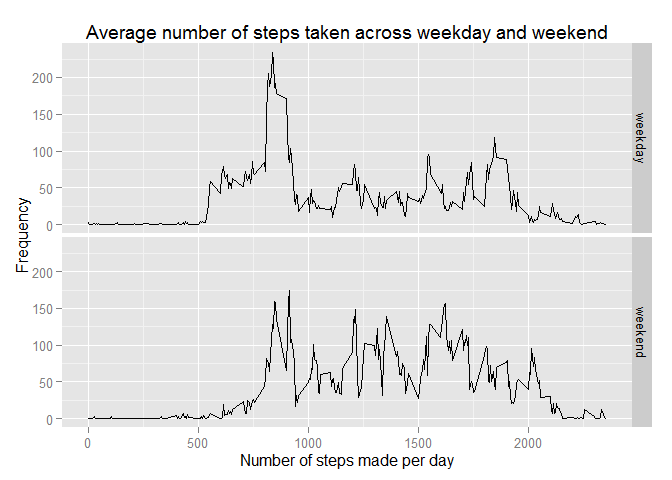 Average number of steps taken across weekday and weekend
200
150
100
50
0
weekday
Frequency
200
150
100
50
0
weekend
0 500 1000 1500 2000
Number of steps made per day